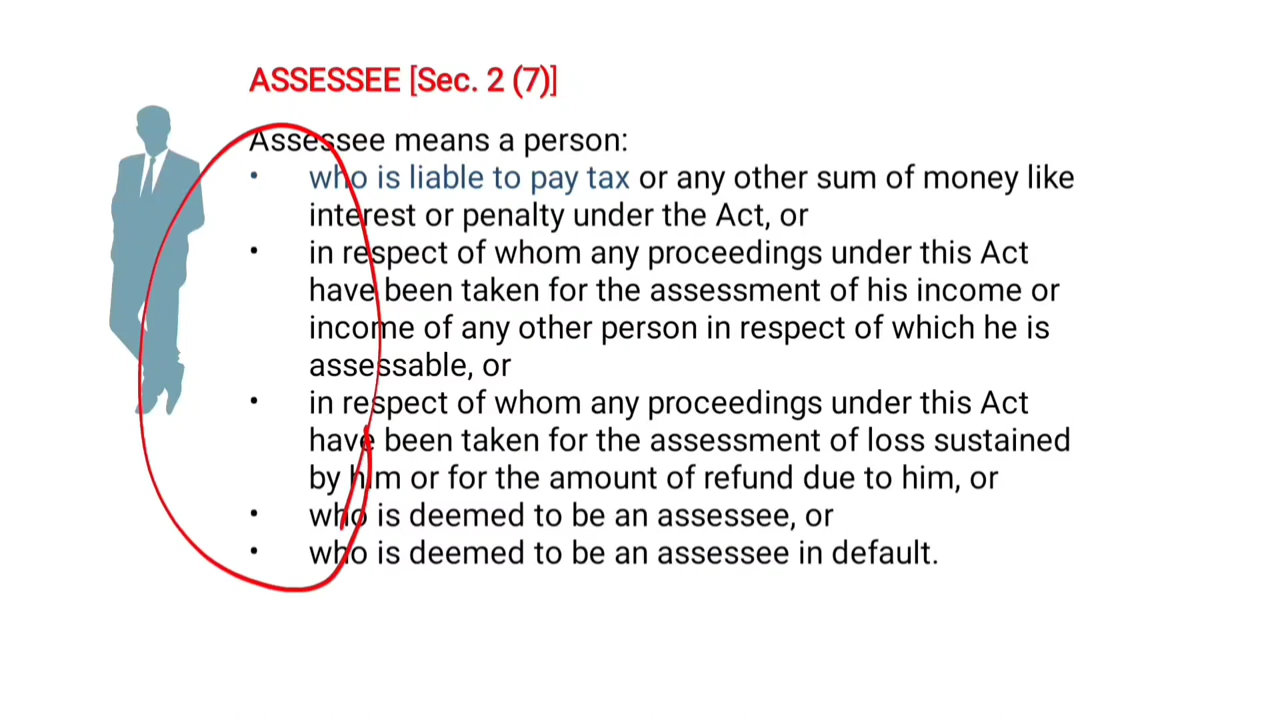 ASSESSEE [Sec. 2 (7)]
Assessee means a person:
• who is liable to pay tax or any other sum of money like
interest or penalty under the Act, or
• in respect of whom any proceedings under this Act
have been taken for the assessment of his income or
income of any other person in respect of which he is
assessable, or
• in respect of whom any proceedings under this Act
have been taken for the assessment of loss sustained
by him or for the amount of refund due to him, or
• who is deemed to be an assessee, or
• who is deemed to be an assessee in default.